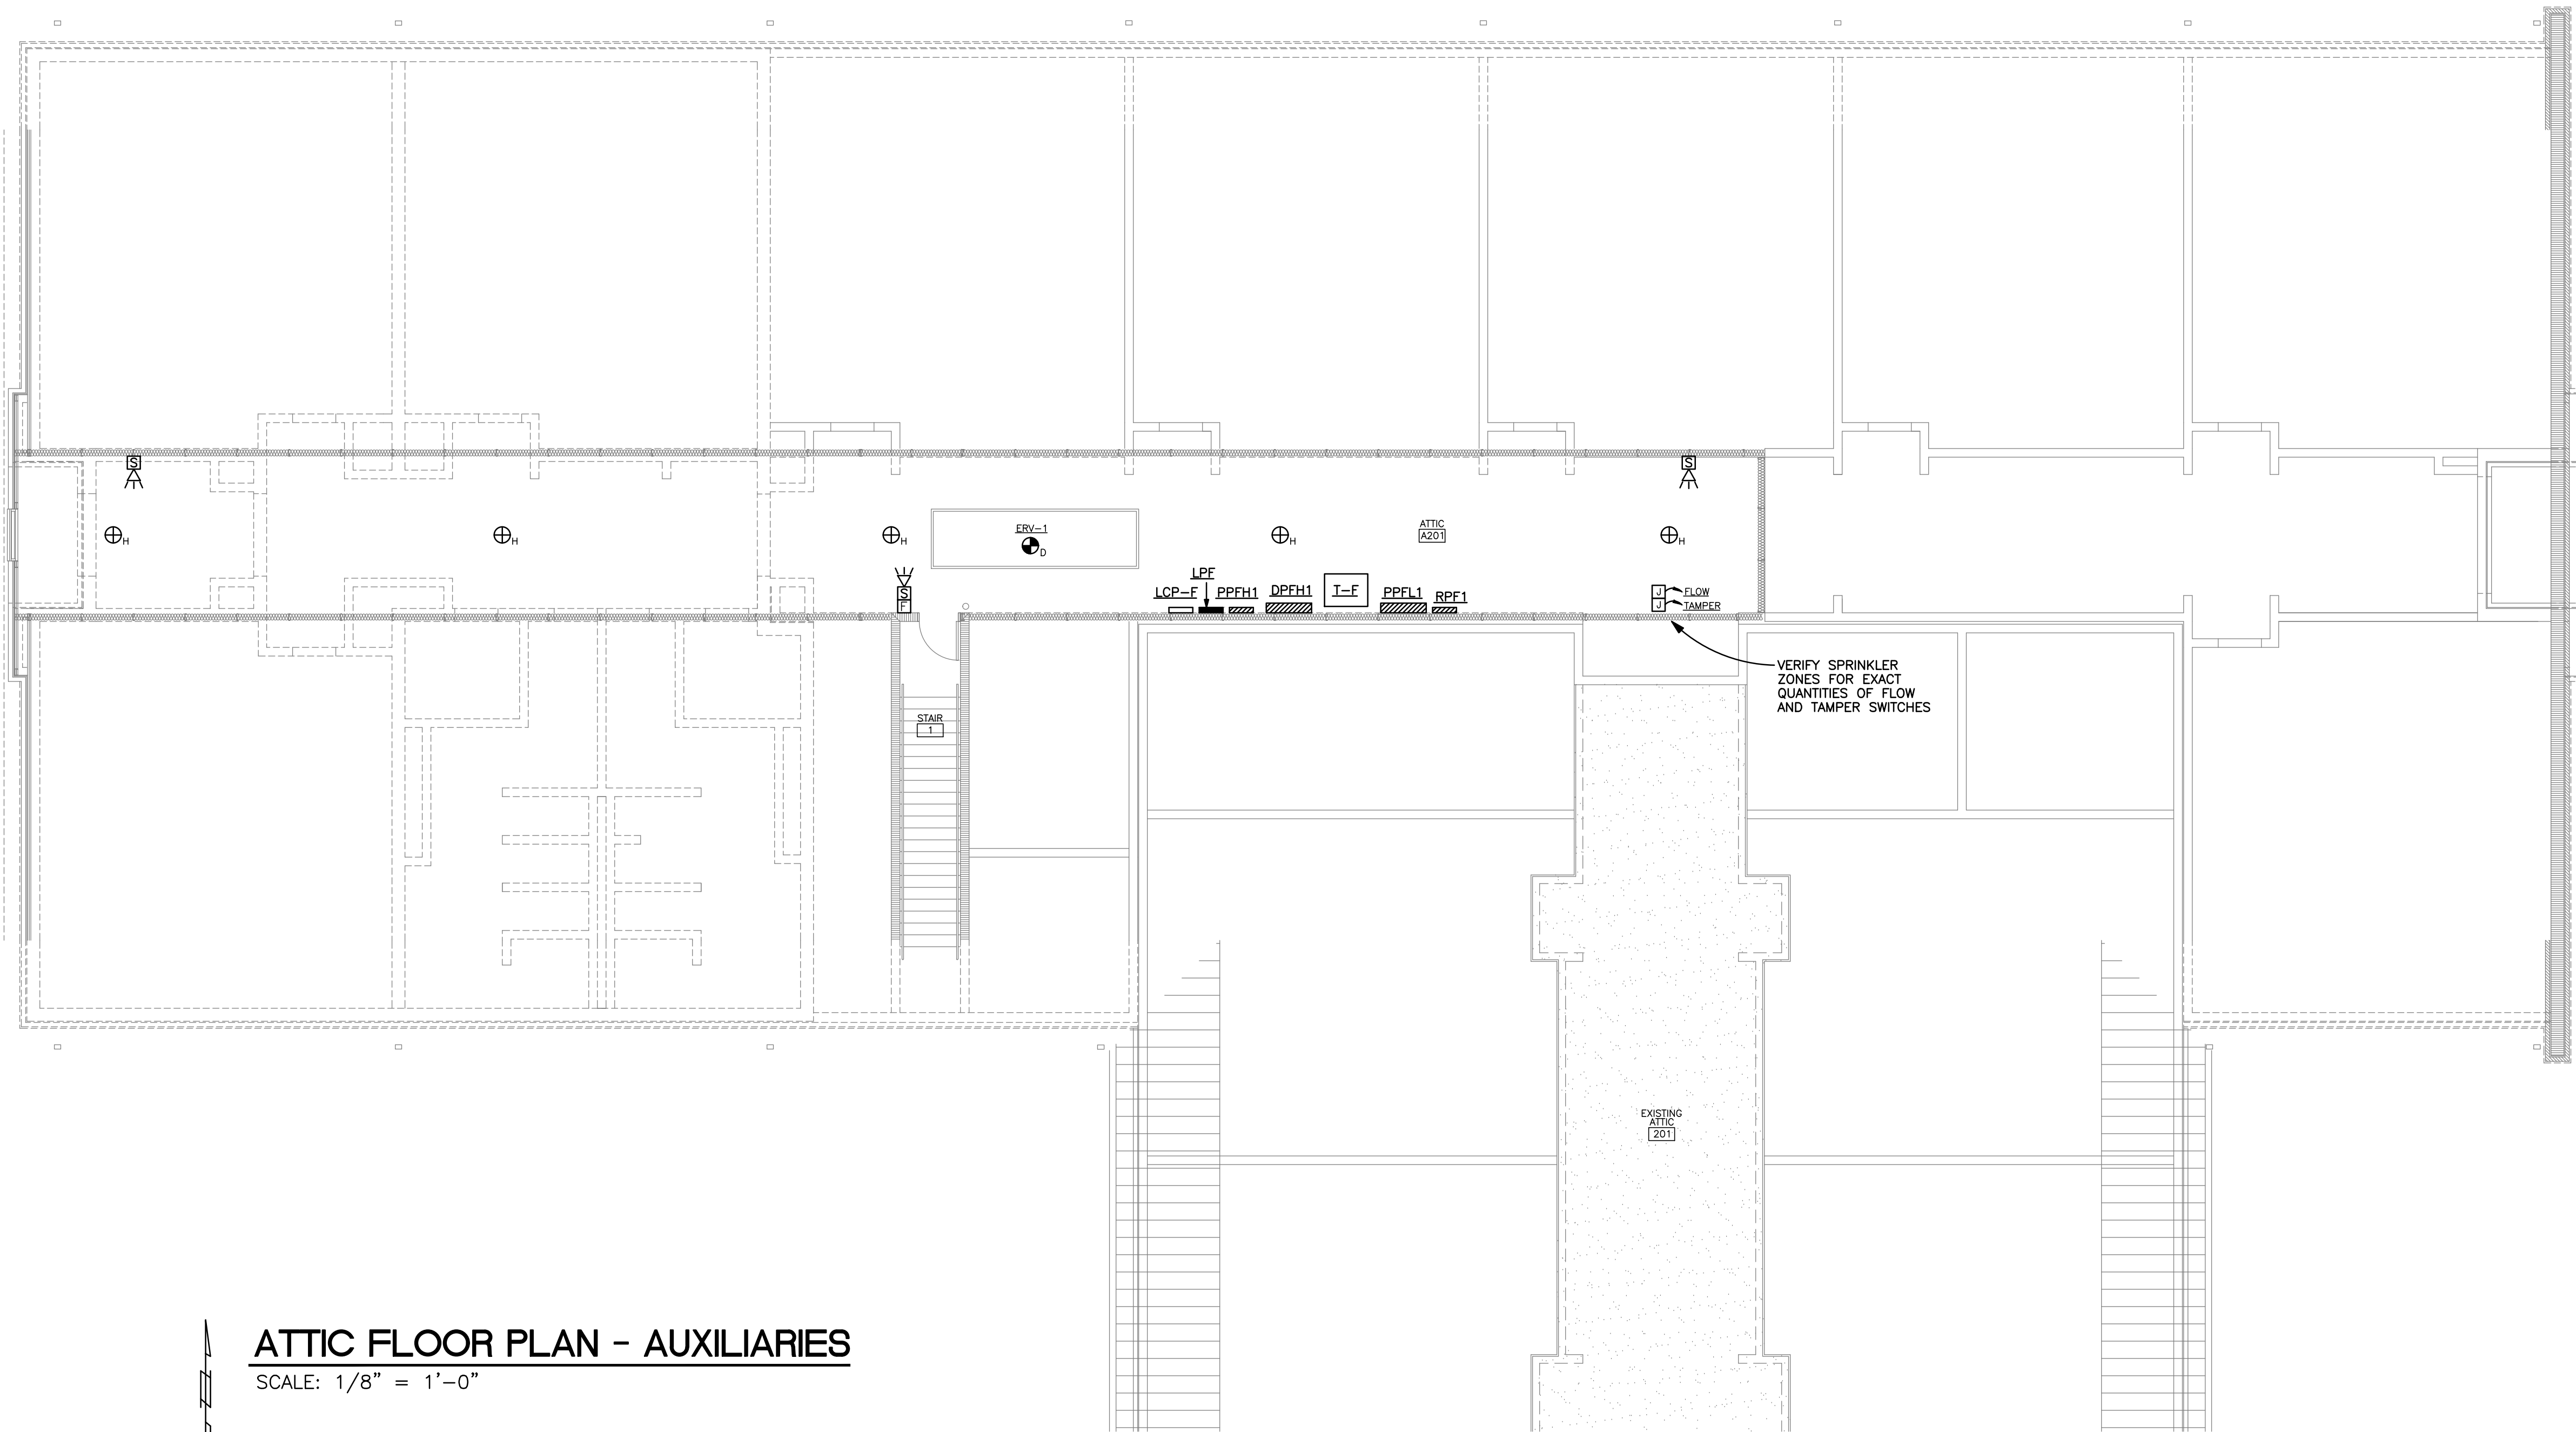 S
S
H
H
H
H
H
ERV-1
D
ATTIC
A201
S
F
LCP-F
LPF
PPFH1
DPFH1
T-F
PPFL1
RPF1
J
FLOW
J
TAMPER
VERIFY SPRINKLER
ZONES FOR EXACT
QUANTITIES OF FLOW
AND TAMPER SWITCHES
STAIR
1
EXISTING
ATTIC
201
ATTIC FLOOR PLAN - AUXILIARIES
SCALE: 1/8" = 1'-0"